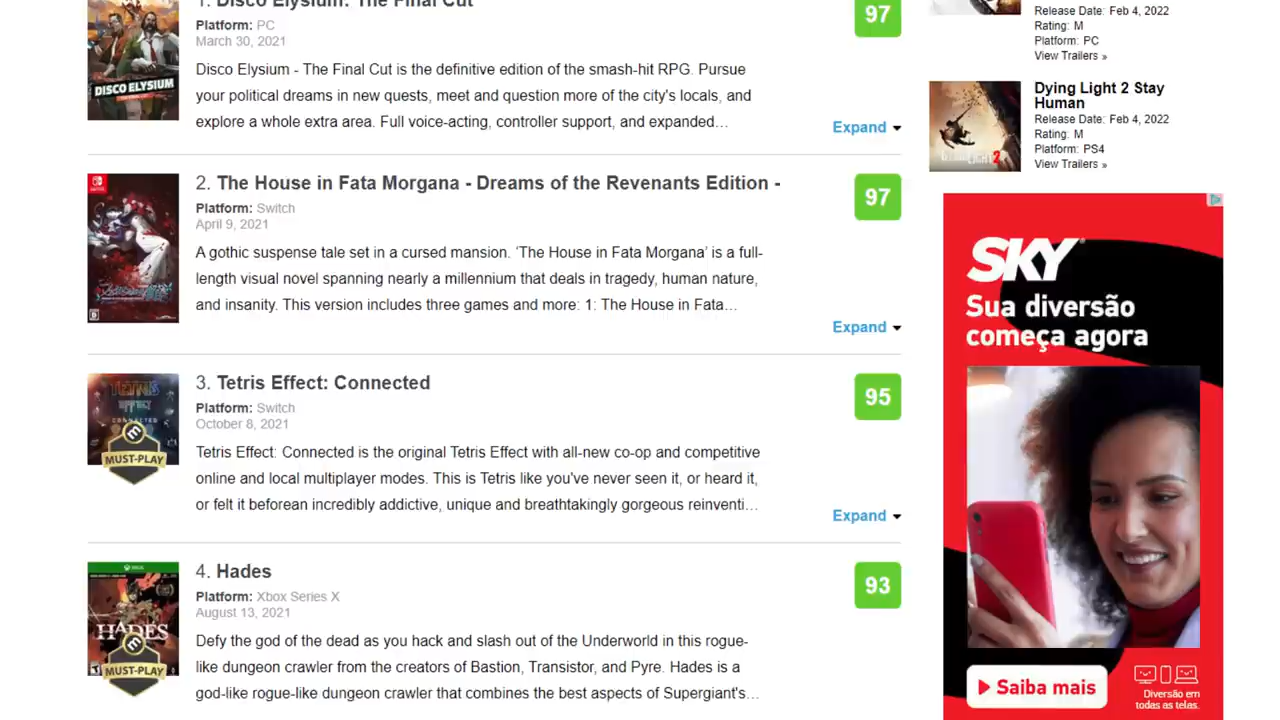 1. Disco Elysium: The Final Cut
Platform: PC
March 30, 2021
Disco Elysium - The Final Cut is the definitive edition of the smash-hit RPG. Pursue
your political dreams in new quests, meet and question more of the city's locals, and
explore a whole extra area. Full voice-acting, controller support, and expanded…
97
Expand
DISCO ELYSIUM
2. The House in Fata Morgana - Dreams of the Revenants Edition -
Platform: Switch
April 9, 2021
A gothic suspense tale set in a cursed mansion. ‘The House in Fata Morgana’ is a full-
length visual novel spanning nearly a millennium that deals in tragedy, human nature,
and insanity. This version includes three games and more: 1: The House in Fata…
97
Expand
3. Tetris Effect: Connected
Platform: Switch
October 8, 2021
Tetris Effect: Connected is the original Tetris Effect with all-new co-op and competitive
online and local multiplayer modes. This is Tetris like you've never seen it, or heard it,
or felt it beforean incredibly addictive, unique and breathtakingly gorgeous reinventi…
95
Expand
TETRIS
EFFECT
CONNECTED
MUST-PLAY
4. Hades
Platform: Xbox Series X
August 13, 2021
Defy the god of the dead as you hack and slash out of the Underworld in this rogue-
like dungeon crawler from the creators of Bastion, Transistor, and Pyre. Hades is a
god-like rogue-like dungeon crawler that combines the best aspects of Supergiant's…
93
XBOX
HADES
MUST-PLAY
Release Date: Feb 4, 2022
Rating: M
Platform: PC
View Trailers »
Dying Light 2 Stay
Human
Release Date: Feb 4, 2022
Rating: M
Platform: PS4
View Trailers »
SKY
Sua diversão
começa agora
Saiba mais
Diversão em
todas as telas.